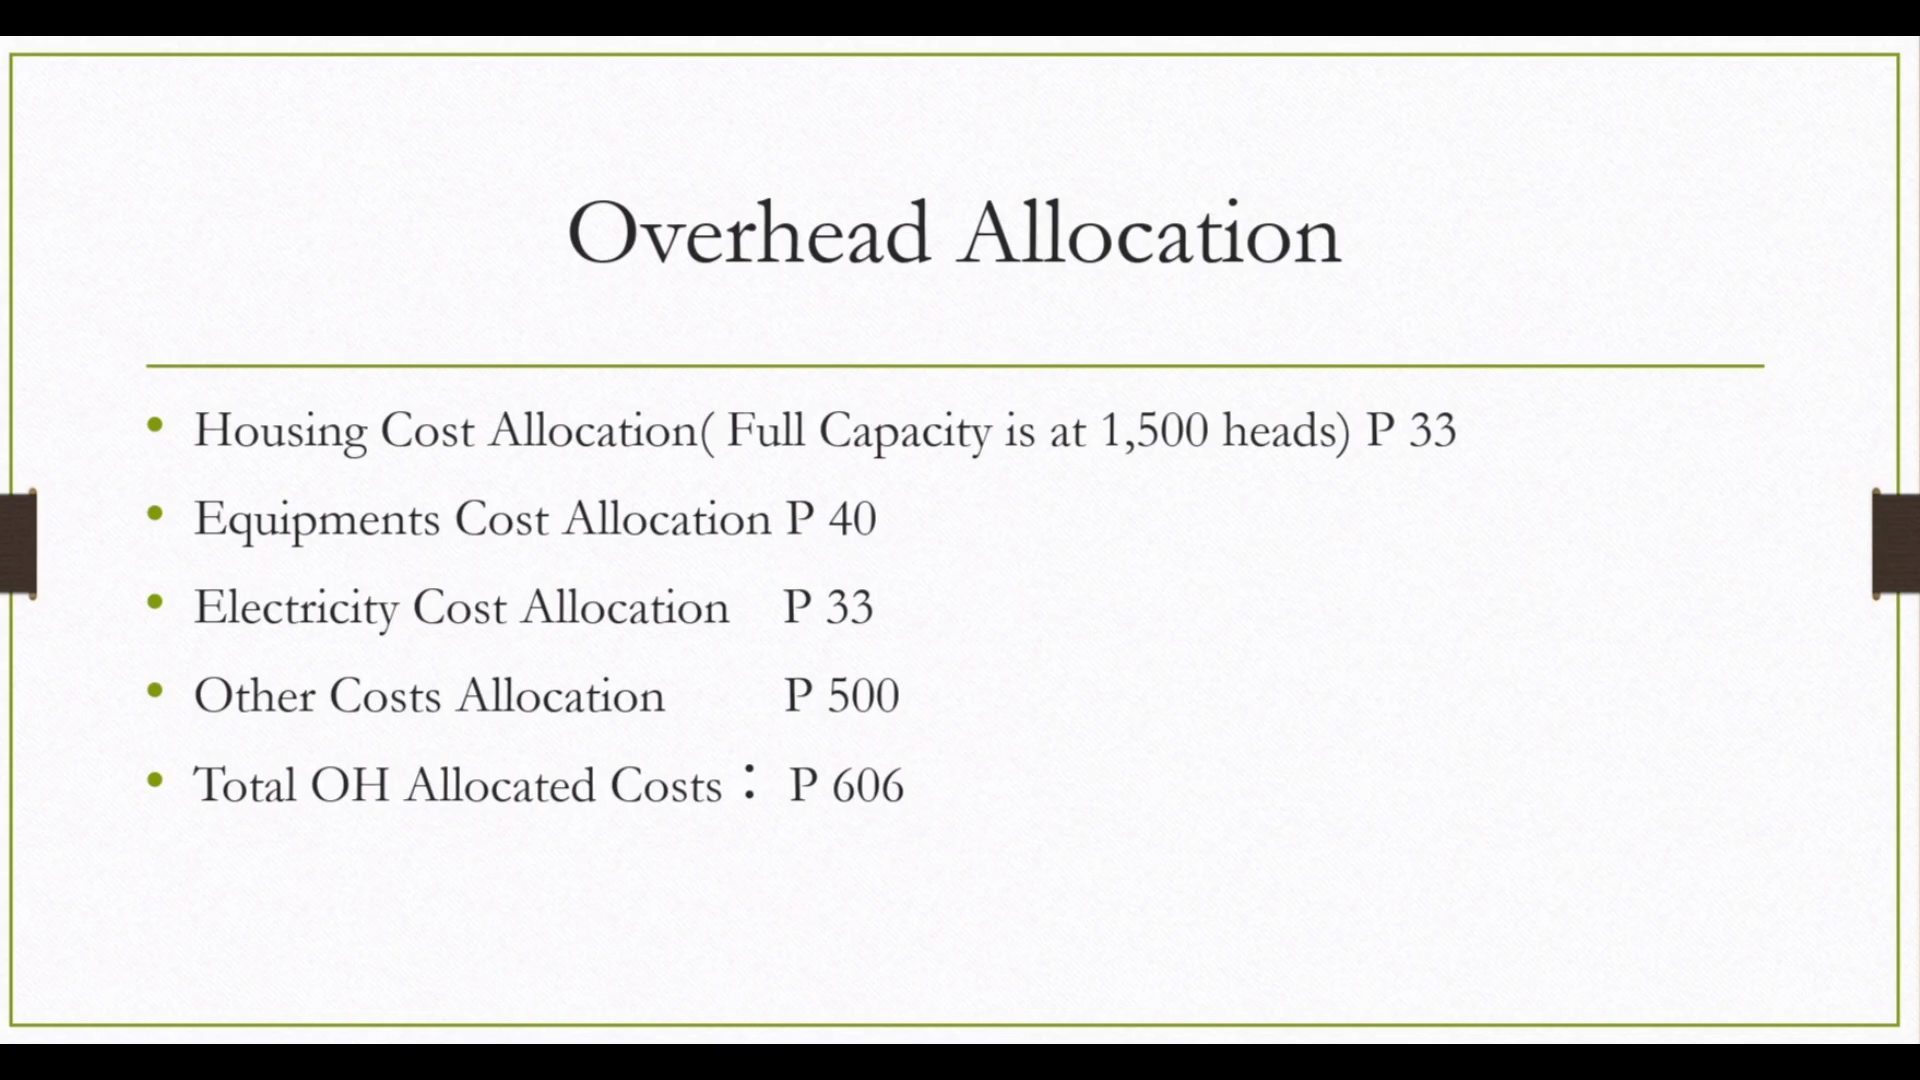 Overhead Allocation
• Housing Cost Allocation( Full Capacity is at 1,500 heads) P 33
• Equipments Cost Allocation P 40
• Electricity Cost Allocation P 33
• Other Costs Allocation P 500
• Total OH Allocated Costs： P 606